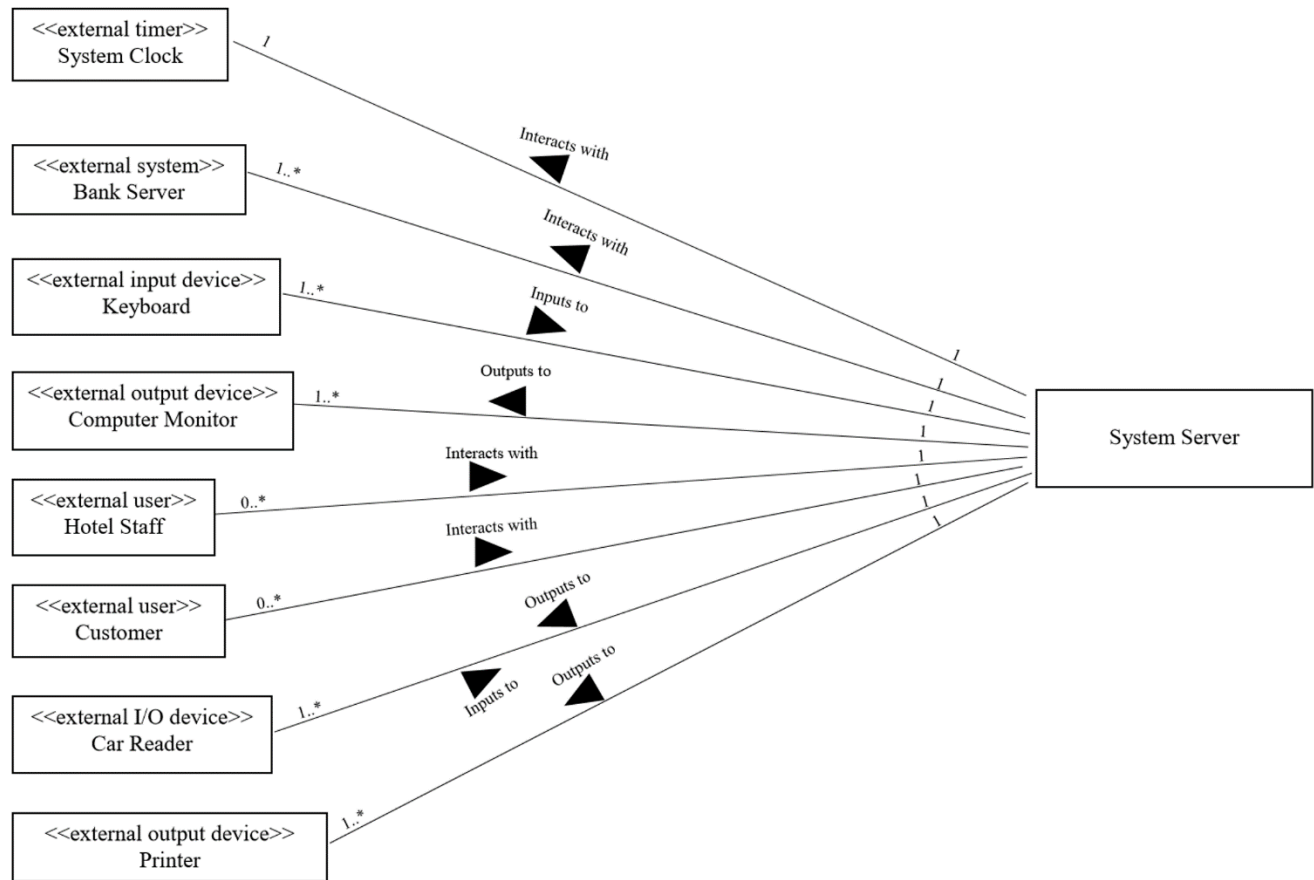 <<external timer>>
System Clock
1
Interacts with
1
<<external system>>
Bank Server
1..*
Interacts with
1
<<external input device>>
Keyboard
1..*
Inputs to
1
<<external output device>>
Computer Monitor
1..*
Outputs to
1
System Server
<<external user>>
Hotel Staff
0..*
Interacts with
1
<<external user>>
Customer
0..*
Interacts with
1
<<external I/O device>>
Car Reader
1..*
Inputs to
Outputs to
1
<<external output device>>
Printer
1..*
Outputs to
1